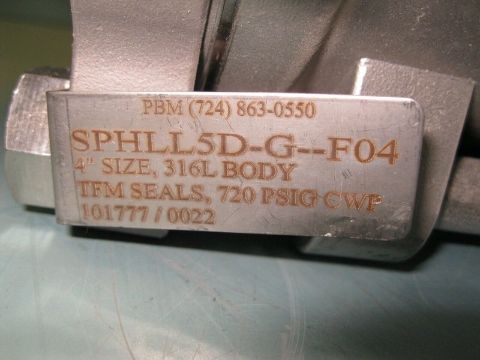 PBM (724) 863-0550
SPHLL5D-G--F04
4" SIZE, 316L BODY
TFM SEALS, 720 PSIG CWP
101777 / 0022